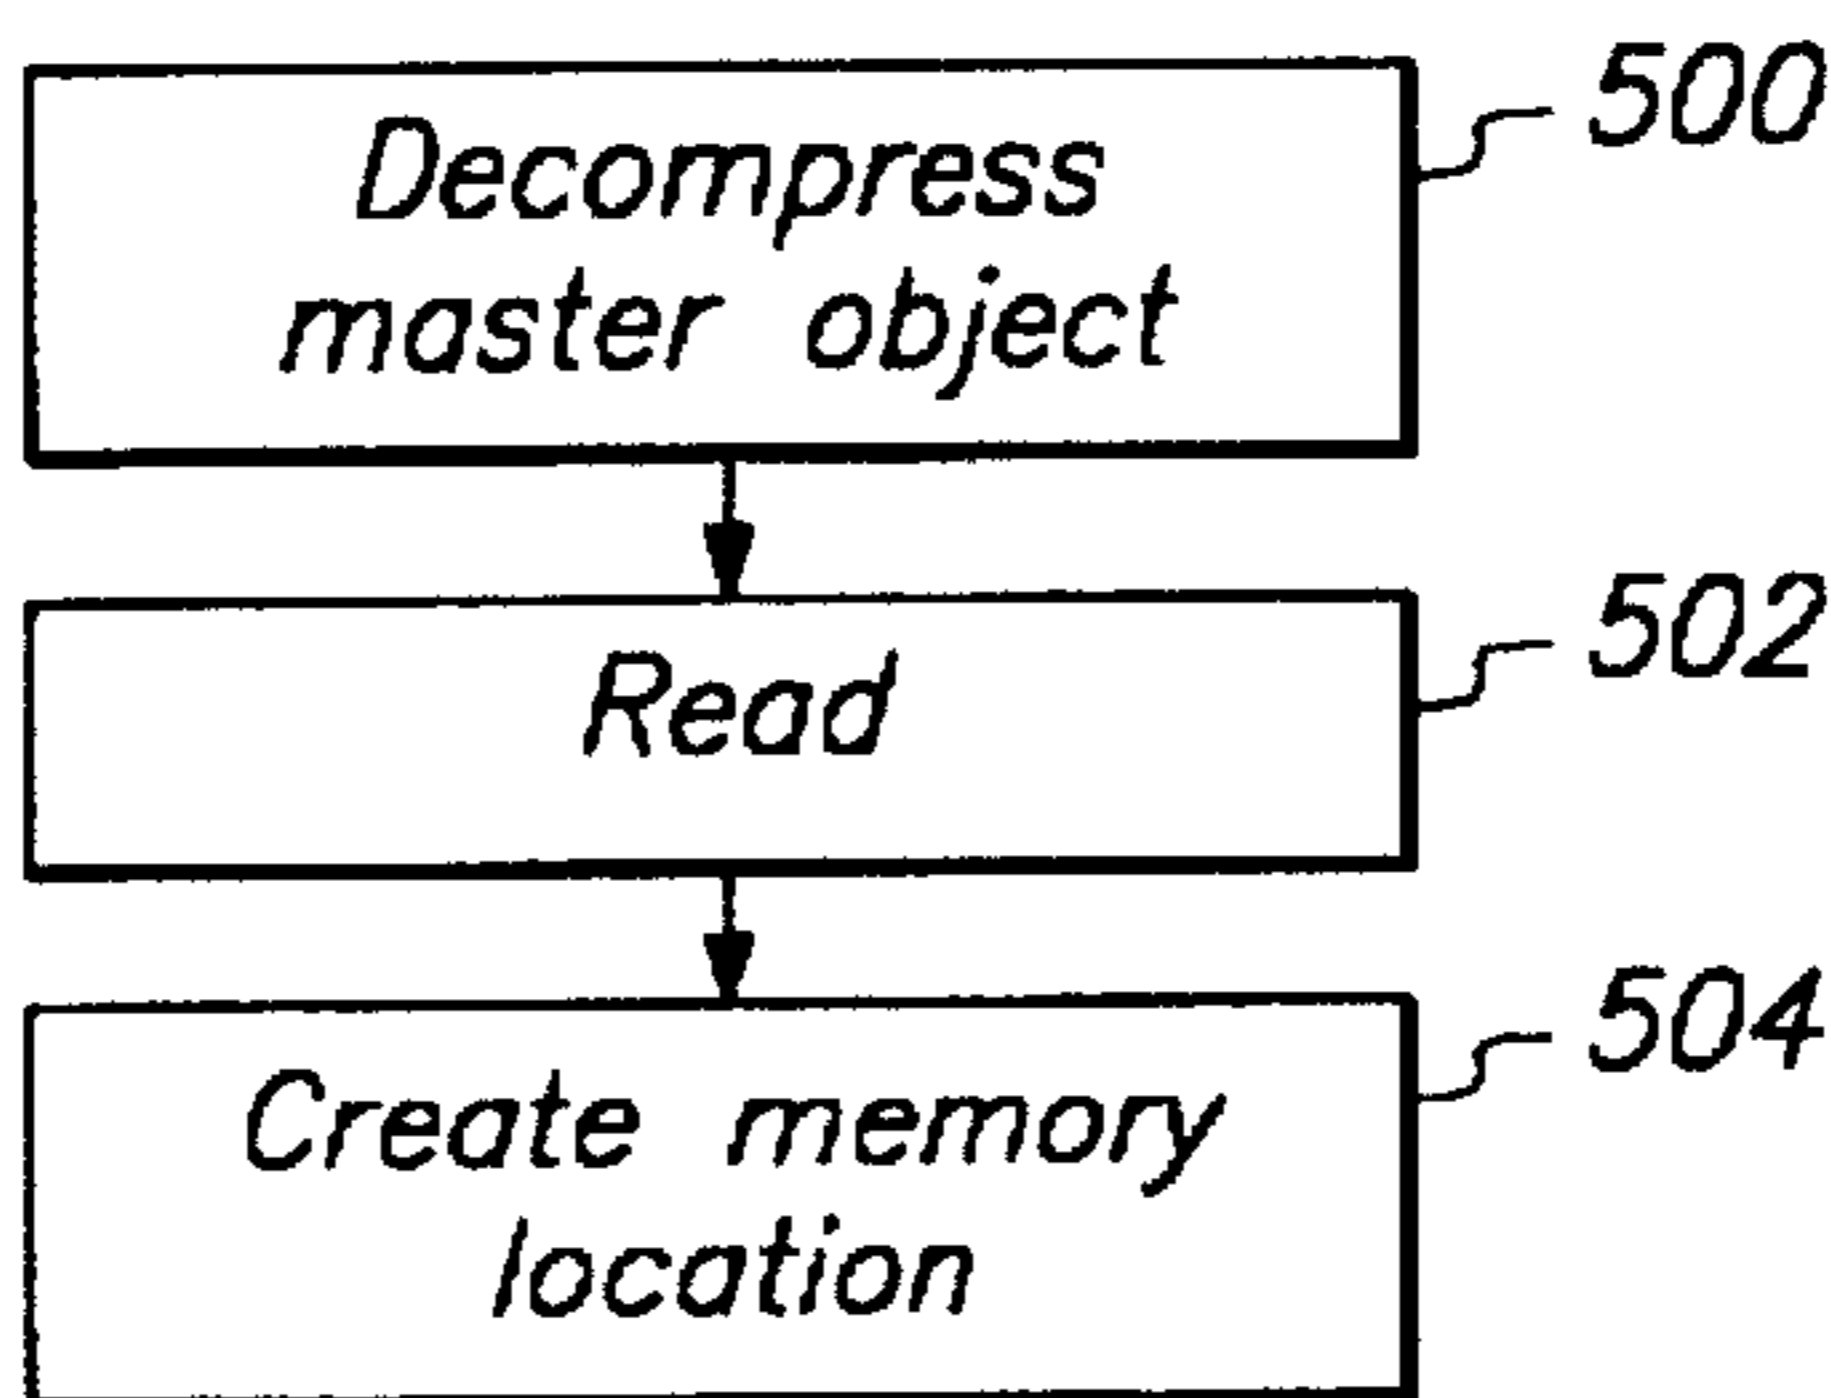 Decompress
master object
500
Read
502
Create memory
location
504